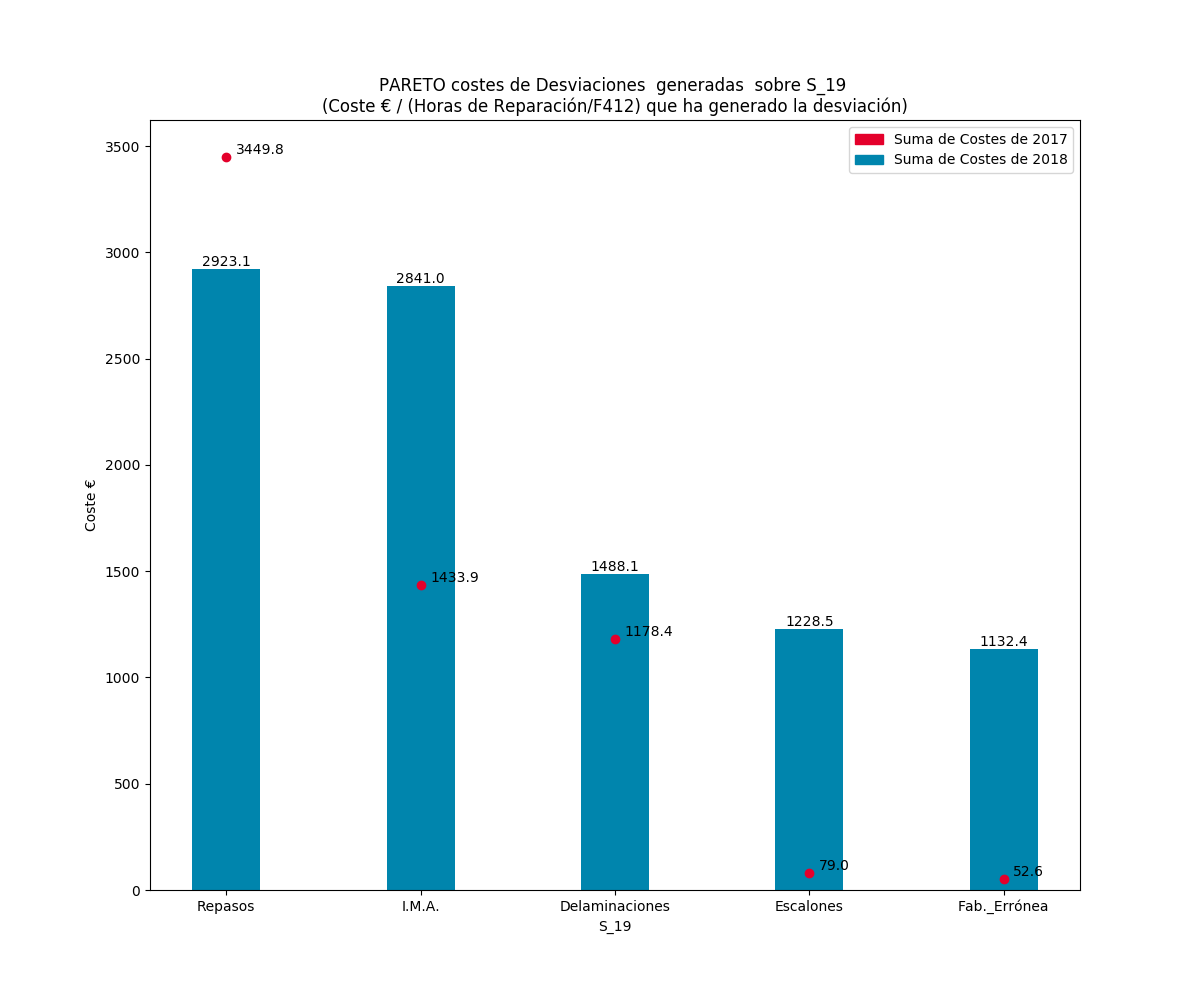 PARETO costes de Desviaciones  generadas  sobre S_19
(Coste € / (Horas de Reparación/F412) que ha generado la desviación)
Suma de Costes de 2017
Suma de Costes de 2018
3500
3000
2500
2000
1500
1000
500
0
Coste €
3449.8
2923.1
2841.0
1433.9
1488.1
1178.4
1228.5
79.0
1132.4
52.6
Repasos
I.M.A.
Delaminaciones
Escalones
Fab._Errónea
S_19